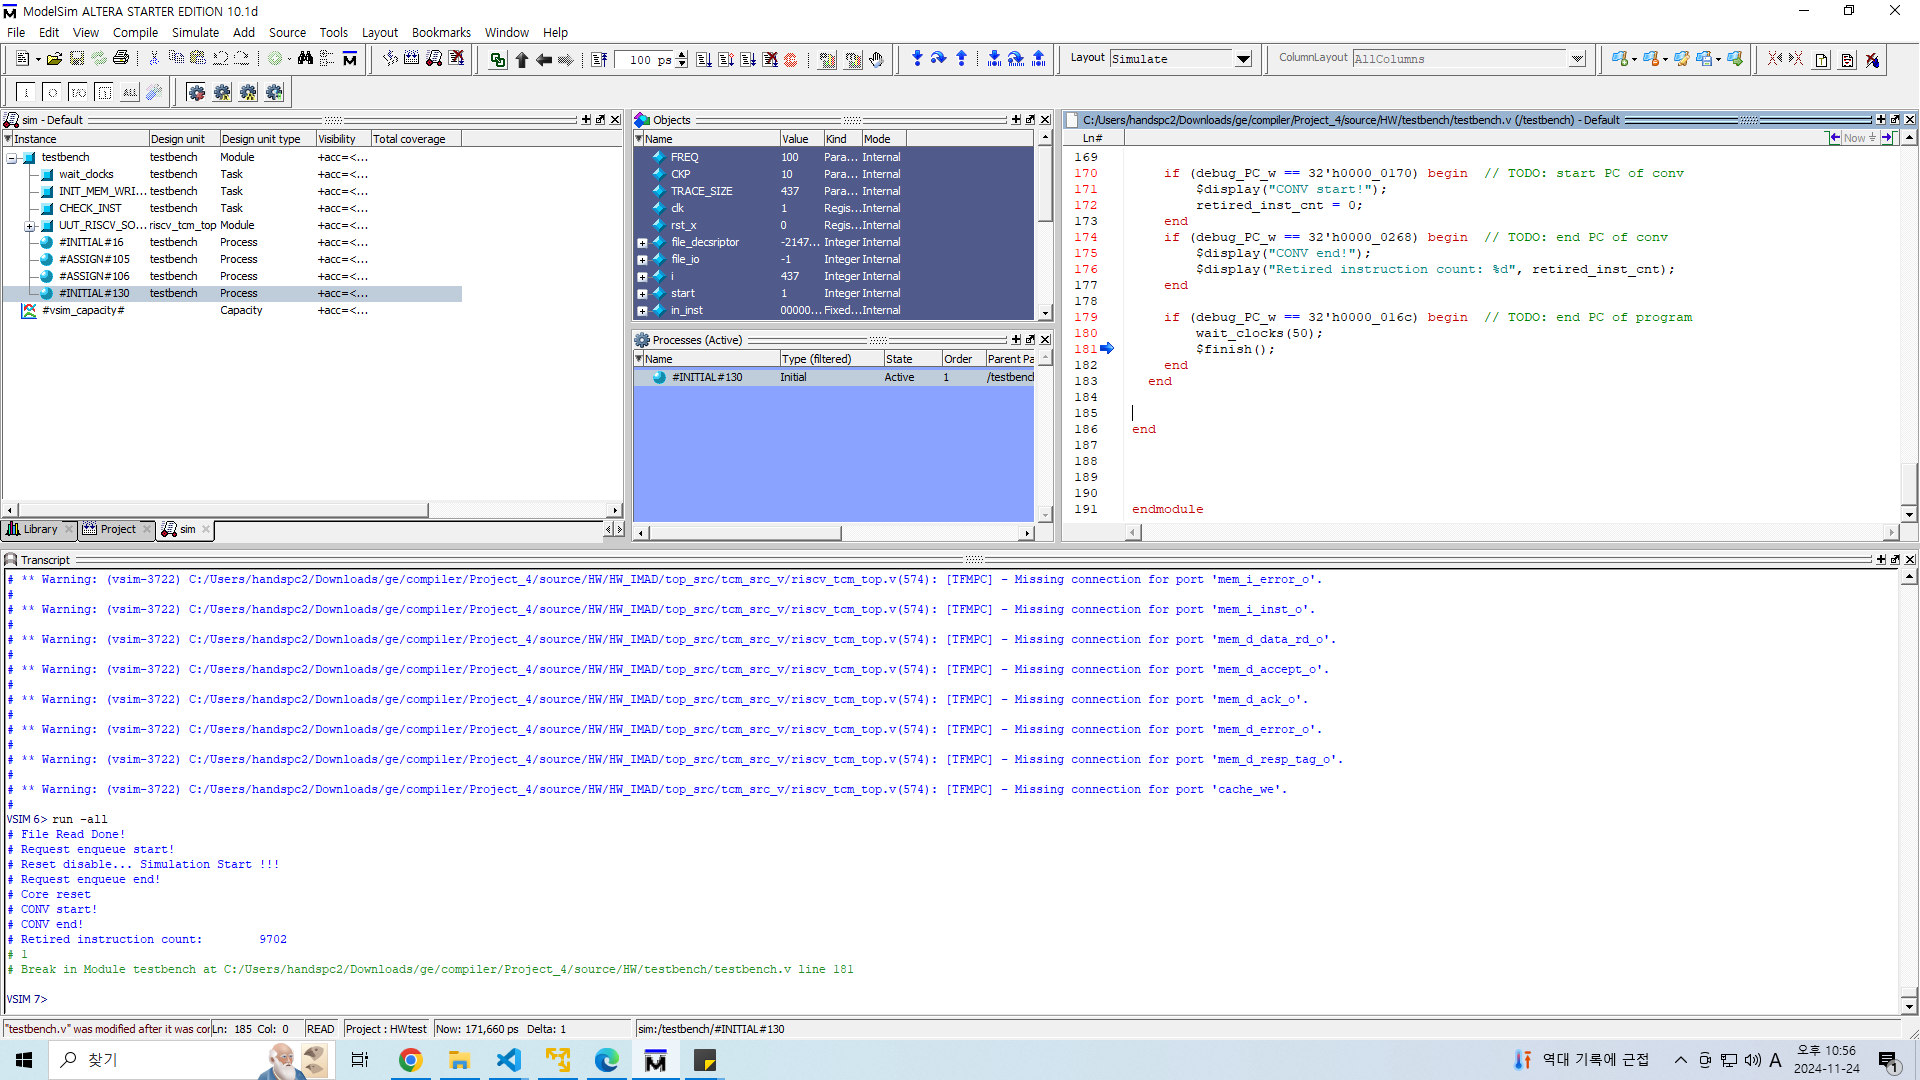 ModelSim ALTERA STARTER EDITION 10.1d
File Edit View Compile Simulate Add Source Tools Layout Bookmarks Window Help
100 ps
Layout Simulate
ColumnLayout AllColumns
sim - Default
Instance Design unit Design unit type Visibility Total coverage
testbench testbench Module +acc=<...
wait_clocks testbench Task +acc=<...
INIT_MEM_WRI... testbench Task +acc=<...
CHECK_INST testbench Task +acc=<...
UUT_RISCV_SO... riscv_tcm_top Module +acc=<...
#INITIAL#16 testbench Process +acc=<...
#ASSIGN#105 testbench Process +acc=<...
#ASSIGN#106 testbench Process +acc=<...
#INITIAL#130 testbench Process +acc=<...
#vsim_capacity# Capacity +acc=<...
Library Project sim
Objects
Name Value Kind Mode
FREQ 100 Para... Internal
CKP 10 Para... Internal
TRACE_SIZE 437 Para... Internal
clk 1 Regis... Internal
rst_x 0 Regis... Internal
file_decsriptor -2147... Integer Internal
file_io -1 Integer Internal
i 437 Integer Internal
start 1 Integer Internal
in_inst 00000... Fixed... Internal
Processes (Active)
Name Type (filtered) State Order Parent Pa
#INITIAL#130 Initial Active 1 /testbench
C:/Users/handspc2/Downloads/ge/compiler/Project_4/source/HW/testbench/testbench.v (/testbench) - Default
Ln# Now
169
170 if (debug_PC_w == 32'h0000_0170) begin // TODO: start PC of conv
171 $display("CONV start!");
172 retired_inst_cnt = 0;
173 end
174 if (debug_PC_w == 32'h0000_0268) begin // TODO: end PC of conv
175 $display("CONV end!");
176 $display("Retired instruction count: %d", retired_inst_cnt);
177 end
178
179 if (debug_PC_w == 32'h0000_016c) begin // TODO: end PC of program
180 wait_clocks(50);
181 $finish();
182 end
183 end
184
185
186 end
187
188
189
190
191 endmodule
Transcript
# ** Warning: (vsim-3722) C:/Users/handspc2/Downloads/ge/compiler/Project_4/source/HW/HW_IMAD/top_src/tcm_src_v/riscv_tcm_top.v(574): [TFMPC] - Missing connection for port 'mem_i_error_o'.
#
# ** Warning: (vsim-3722) C:/Users/handspc2/Downloads/ge/compiler/Project_4/source/HW/HW_IMAD/top_src/tcm_src_v/riscv_tcm_top.v(574): [TFMPC] - Missing connection for port 'mem_i_inst_o'.
#
# ** Warning: (vsim-3722) C:/Users/handspc2/Downloads/ge/compiler/Project_4/source/HW/HW_IMAD/top_src/tcm_src_v/riscv_tcm_top.v(574): [TFMPC] - Missing connection for port 'mem_d_data_rd_o'.
#
# ** Warning: (vsim-3722) C:/Users/handspc2/Downloads/ge/compiler/Project_4/source/HW/HW_IMAD/top_src/tcm_src_v/riscv_tcm_top.v(574): [TFMPC] - Missing connection for port 'mem_d_accept_o'.
#
# ** Warning: (vsim-3722) C:/Users/handspc2/Downloads/ge/compiler/Project_4/source/HW/HW_IMAD/top_src/tcm_src_v/riscv_tcm_top.v(574): [TFMPC] - Missing connection for port 'mem_d_ack_o'.
#
# ** Warning: (vsim-3722) C:/Users/handspc2/Downloads/ge/compiler/Project_4/source/HW/HW_IMAD/top_src/tcm_src_v/riscv_tcm_top.v(574): [TFMPC] - Missing connection for port 'mem_d_error_o'.
#
# ** Warning: (vsim-3722) C:/Users/handspc2/Downloads/ge/compiler/Project_4/source/HW/HW_IMAD/top_src/tcm_src_v/riscv_tcm_top.v(574): [TFMPC] - Missing connection for port 'mem_d_resp_tag_o'.
#
# ** Warning: (vsim-3722) C:/Users/handspc2/Downloads/ge/compiler/Project_4/source/HW/HW_IMAD/top_src/tcm_src_v/riscv_tcm_top.v(574): [TFMPC] - Missing connection for port 'cache_we'.
#
VSIM 6> run -all
# File Read Done!
# Request enqueue start!
# Reset disable... Simulation Start !!!
# Request enqueue end!
# Core reset
# CONV start!
# CONV end!
# Retired instruction count: 9702
# 1
# Break in Module testbench at C:/Users/handspc2/Downloads/ge/compiler/Project_4/source/HW/testbench/testbench.v line 181
VSIM 7>
"testbench.v" was modified after it was cor Ln: 185 Col: 0 READ Project : HWtest Now: 171,660 ps Delta: 1 sim:/testbench/#INITIAL#130
찾기
역대 기록에 근접
A
오후 10:56
2024-11-24
1